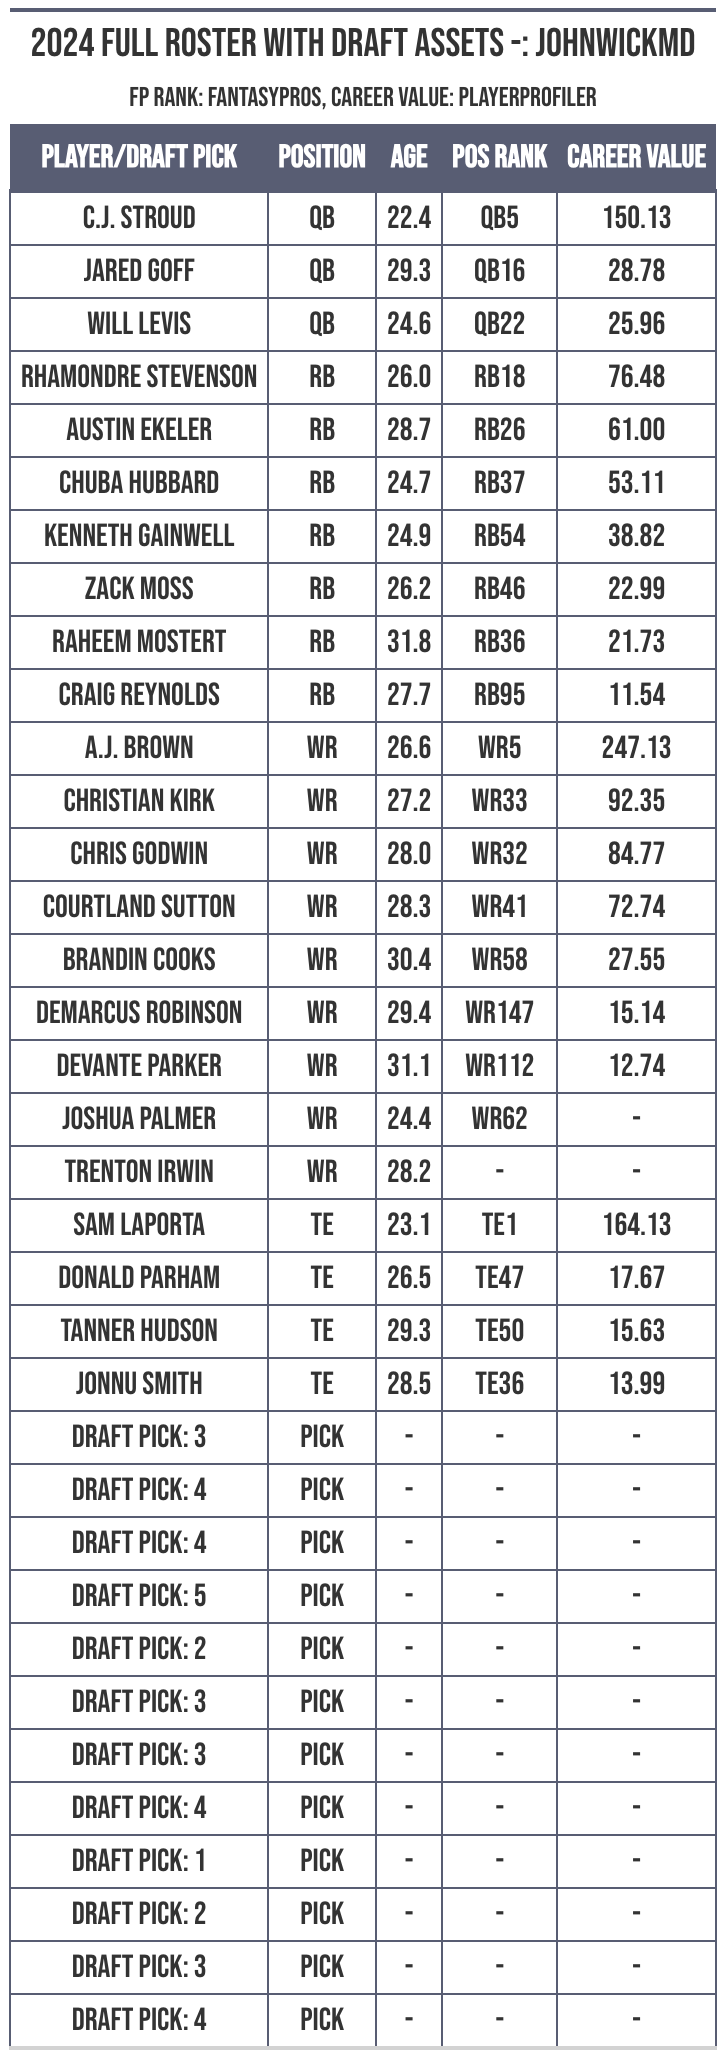 2024 FULL ROSTER WITH DRAFT ASSETS -: JOHNWICKMD
FP RANK: FANTASYPROS, CAREER VALUE: PLAYERPROFILER
PLAYER/DRAFT PICK POSITION AGE POS RANK CAREER VALUE
C.J. STROUD QB 22.4 QB5 150.13
JARED GOFF QB 29.3 QB16 28.78
WILL LEVIS QB 24.6 QB22 25.96
RHAMONDRE STEVENSON RB 26.0 RB18 76.48
AUSTIN EKELER RB 28.7 RB26 61.00
CHUBA HUBBARD RB 24.7 RB37 53.11
KENNETH GAINWELL RB 24.9 RB54 38.82
ZACK MOSS RB 26.2 RB46 22.99
RAHEEM MOSTERT RB 31.8 RB36 21.73
CRAIG REYNOLDS RB 27.7 RB95 11.54
A.J. BROWN WR 26.6 WR5 247.13
CHRISTIAN KIRK WR 27.2 WR33 92.35
CHRIS GODWIN WR 28.0 WR32 84.77
COURTLAND SUTTON WR 28.3 WR41 72.74
BRANDIN COOKS WR 30.4 WR58 27.55
DEMARCUS ROBINSON WR 29.4 WR147 15.14
DEVANTE PARKER WR 31.1 WR112 12.74
JOSHUA PALMER WR 24.4 WR62 -
TRENTON IRWIN WR 28.2 - -
SAM LAPORTA TE 23.1 TE1 164.13
DONALD PARHAM TE 26.5 TE47 17.67
TANNER HUDSON TE 29.3 TE50 15.63
JONNU SMITH TE 28.5 TE36 13.99
DRAFT PICK: 3 PICK - - -
DRAFT PICK: 4 PICK - - -
DRAFT PICK: 4 PICK - - -
DRAFT PICK: 5 PICK - - -
DRAFT PICK: 2 PICK - - -
DRAFT PICK: 3 PICK - - -
DRAFT PICK: 3 PICK - - -
DRAFT PICK: 4 PICK - - -
DRAFT PICK: 1 PICK - - -
DRAFT PICK: 2 PICK - - -
DRAFT PICK: 3 PICK - - -
DRAFT PICK: 4 PICK - - -